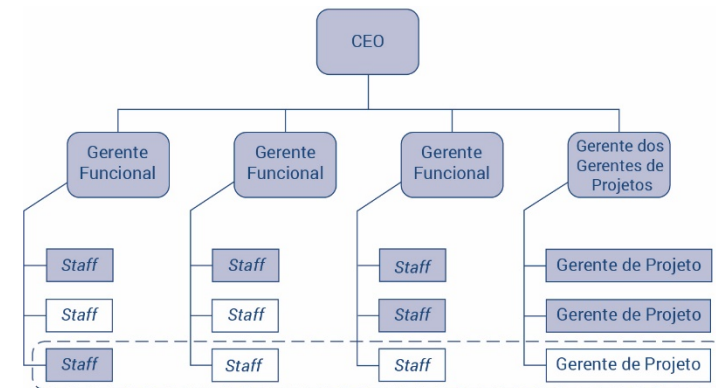 CEO
Gerente
Funcional
Gerente
Funcional
Gerente
Funcional
Gerente dos
Gerentes de
Projetos
Staff
Staff
Staff
Gerente de Projeto
Staff
Staff
Staff
Gerente de Projeto
Staff
Staff
Staff
Gerente de Projeto